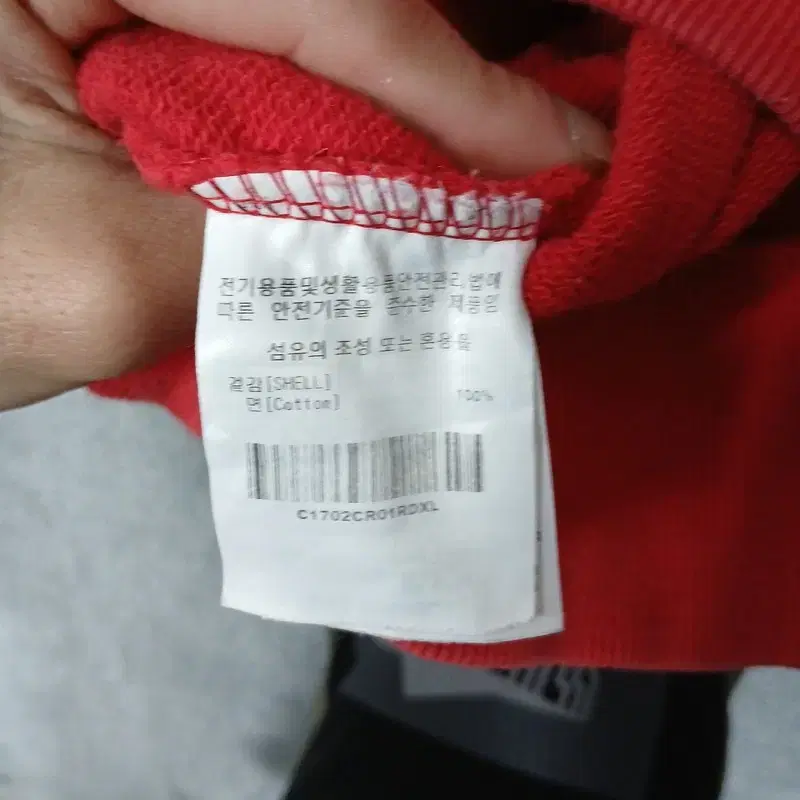 전기용품및생활용품안전관리법에
따른 안전기준을 준수한 제품임
섬유의 조성 또는 혼용율
겉감[SHELL]
면[Cotton] 100%
C1702CR01RDXL